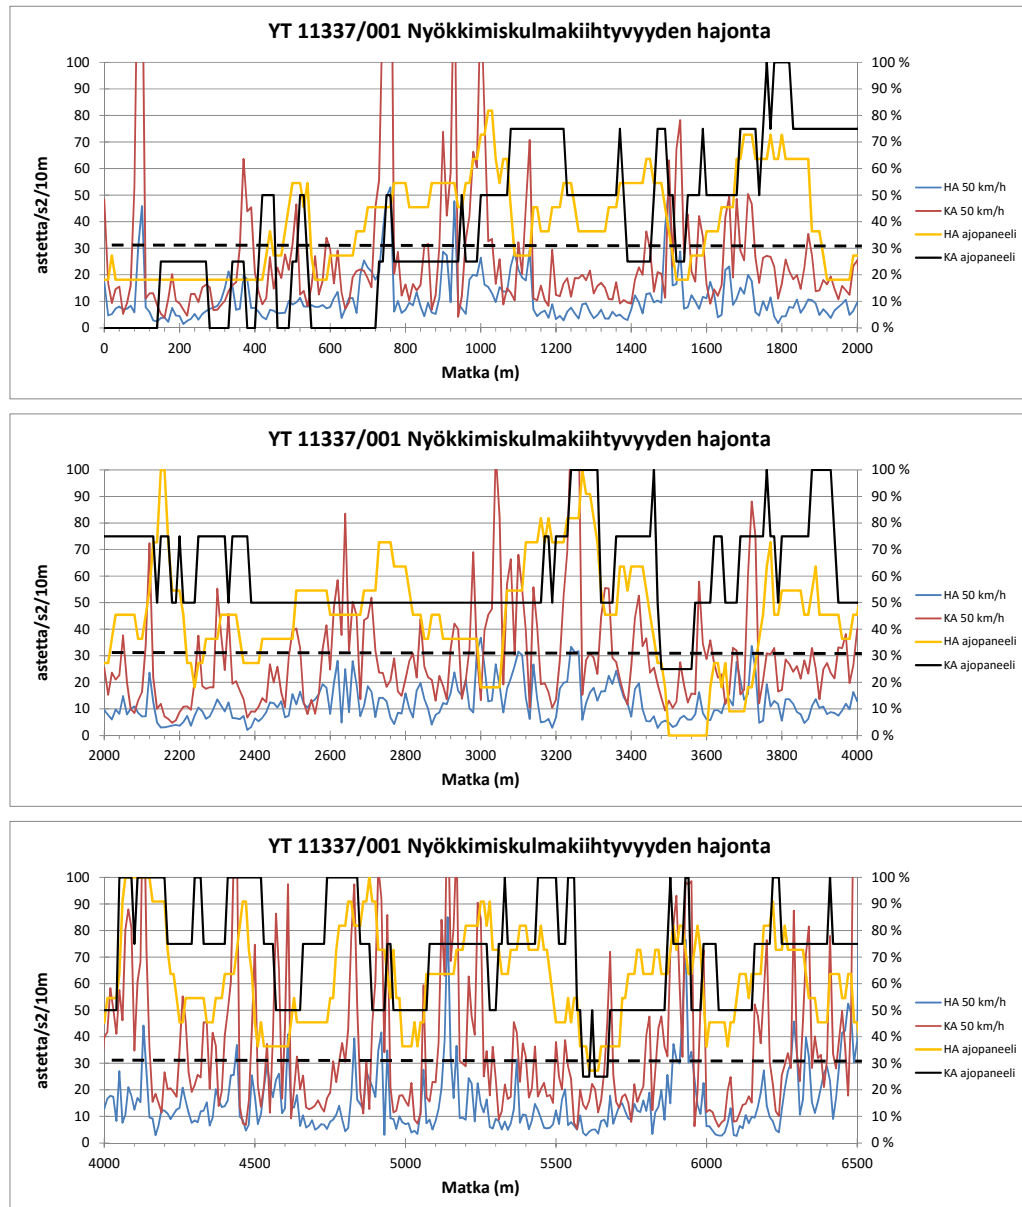 YT 11337/001 Nyökkimiskulmakiihtyvyyden hajonta
astetta/s2/10m
100
90
80
70
60
50
40
30
20
10
0
100 %
90 %
80 %
70 %
60 %
50 %
40 %
30 %
20 %
10 %
0 %
0 200 400 600 800 1000 1200 1400 1600 1800 2000
Matka (m)
HA 50 km/h
KA 50 km/h
HA ajopaneeli
KA ajopaneeli
YT 11337/001 Nyökkimiskulmakiihtyvyyden hajonta
astetta/s2/10m
100
90
80
70
60
50
40
30
20
10
0
100 %
90 %
80 %
70 %
60 %
50 %
40 %
30 %
20 %
10 %
0 %
2000 2200 2400 2600 2800 3000 3200 3400 3600 3800 4000
Matka (m)
HA 50 km/h
KA 50 km/h
HA ajopaneeli
KA ajopaneeli
YT 11337/001 Nyökkimiskulmakiihtyvyyden hajonta
astetta/s2/10m
100
90
80
70
60
50
40
30
20
10
0
100 %
90 %
80 %
70 %
60 %
50 %
40 %
30 %
20 %
10 %
0 %
4000 4500 5000 5500 6000 6500
Matka (m)
HA 50 km/h
KA 50 km/h
HA ajopaneeli
KA ajopaneeli